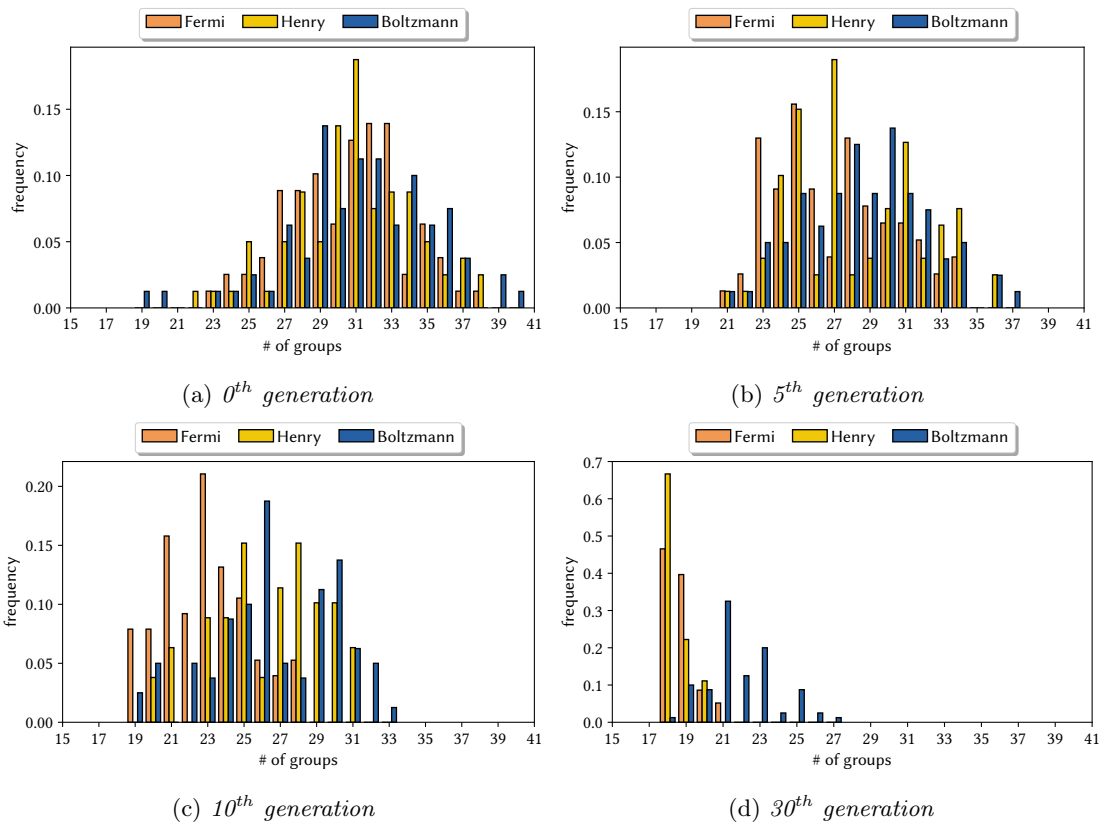 Fermi Henry Boltzmann
frequency
0.15
0.10
0.05
0.00
15 17 19 21 23 25 27 29 31 33 35 37 39 41
# of groups
(a) 0th generation
Fermi Henry Boltzmann
frequency
0.15
0.10
0.05
0.00
15 17 19 21 23 25 27 29 31 33 35 37 39 41
# of groups
(b) 5th generation
Fermi Henry Boltzmann
frequency
0.20
0.15
0.10
0.05
0.00
15 17 19 21 23 25 27 29 31 33 35 37 39 41
# of groups
(c) 10th generation
Fermi Henry Boltzmann
frequency
0.7
0.6
0.5
0.4
0.3
0.2
0.1
0.0
15 17 19 21 23 25 27 29 31 33 35 37 39 41
# of groups
(d) 30th generation